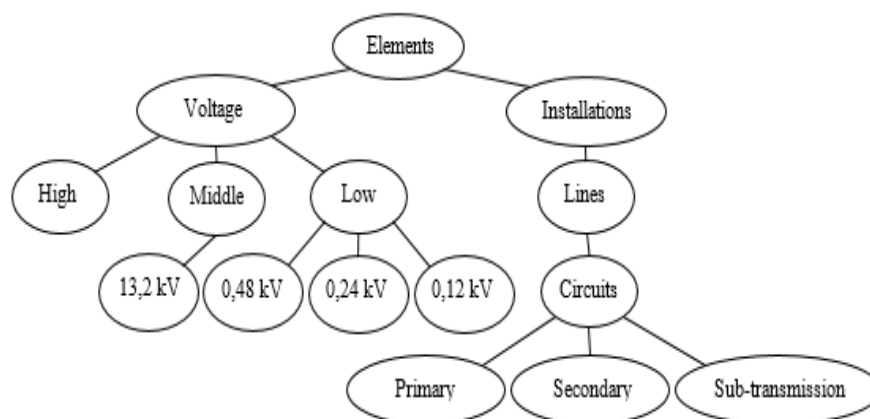 Elements
Voltage
Installations
High
Middle
Low
Lines
13,2 kV
0,48 kV
0,24 kV
0,12 kV
Circuits
Primary
Secondary
Sub-transmission